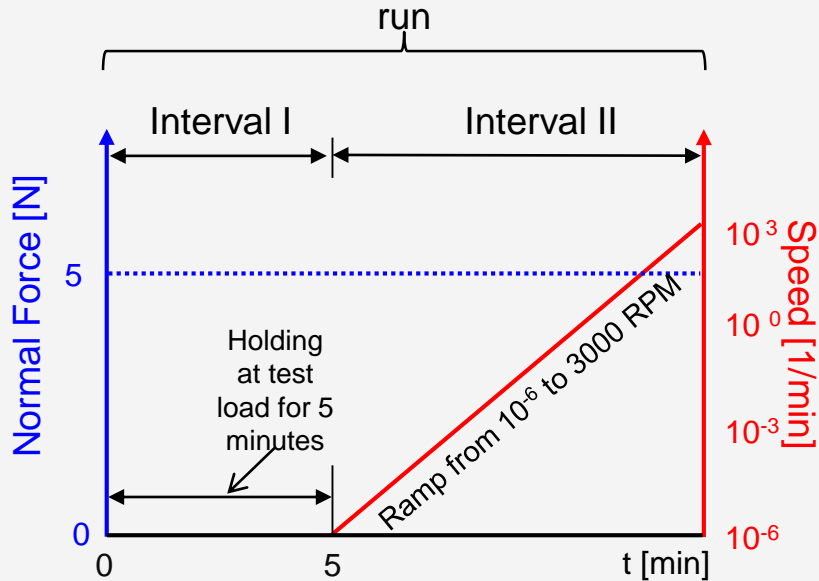 run
Interval I
Interval II
Normal Force [N]
5
0
Holding
at test
load for 5
minutes
Ramp from 10⁻⁶ to 3000 RPM
10³
10⁰
10⁻³
10⁻⁶
Speed [1/min]
0
5
t [min]